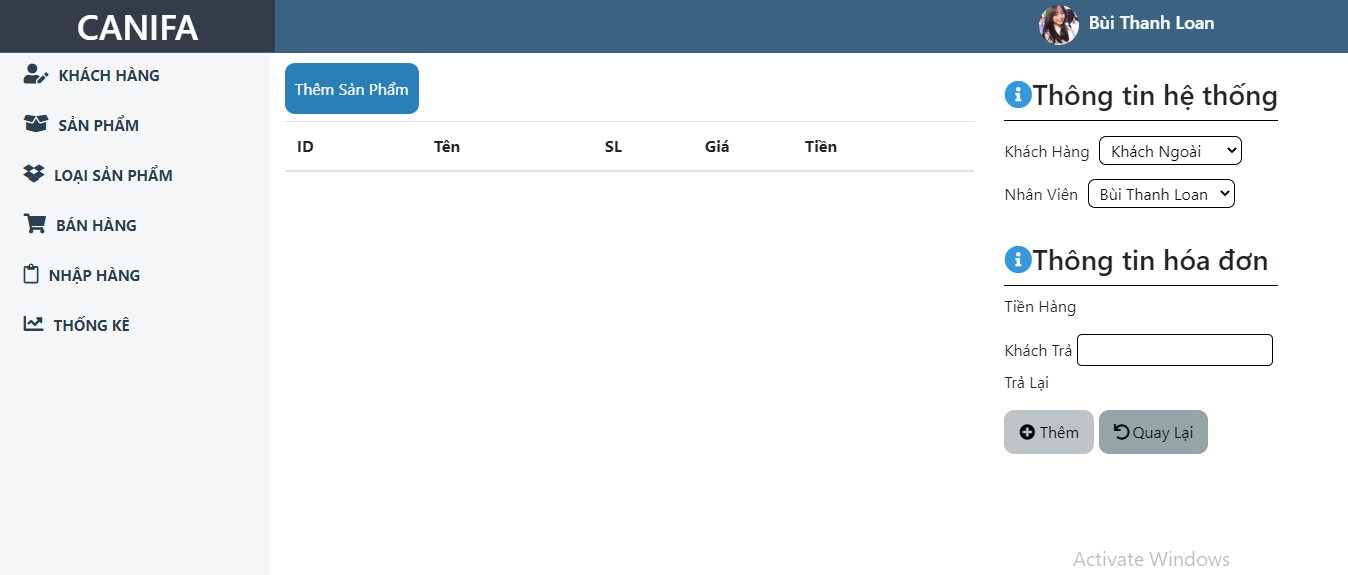 CANIFA
Bùi Thanh Loan
KHÁCH HÀNG
SẢN PHẨM
LOẠI SẢN PHẨM
BÁN HÀNG
NHẬP HÀNG
THỐNG KÊ
Thêm Sản Phẩm
ID Tên SL Giá Tiền
Thông tin hệ thống
Khách Hàng Khách Ngoài
Nhân Viên Bùi Thanh Loan
Thông tin hóa đơn
Tiền Hàng
Khách Trả
Trả Lại
Thêm Quay Lại
Activate Windows